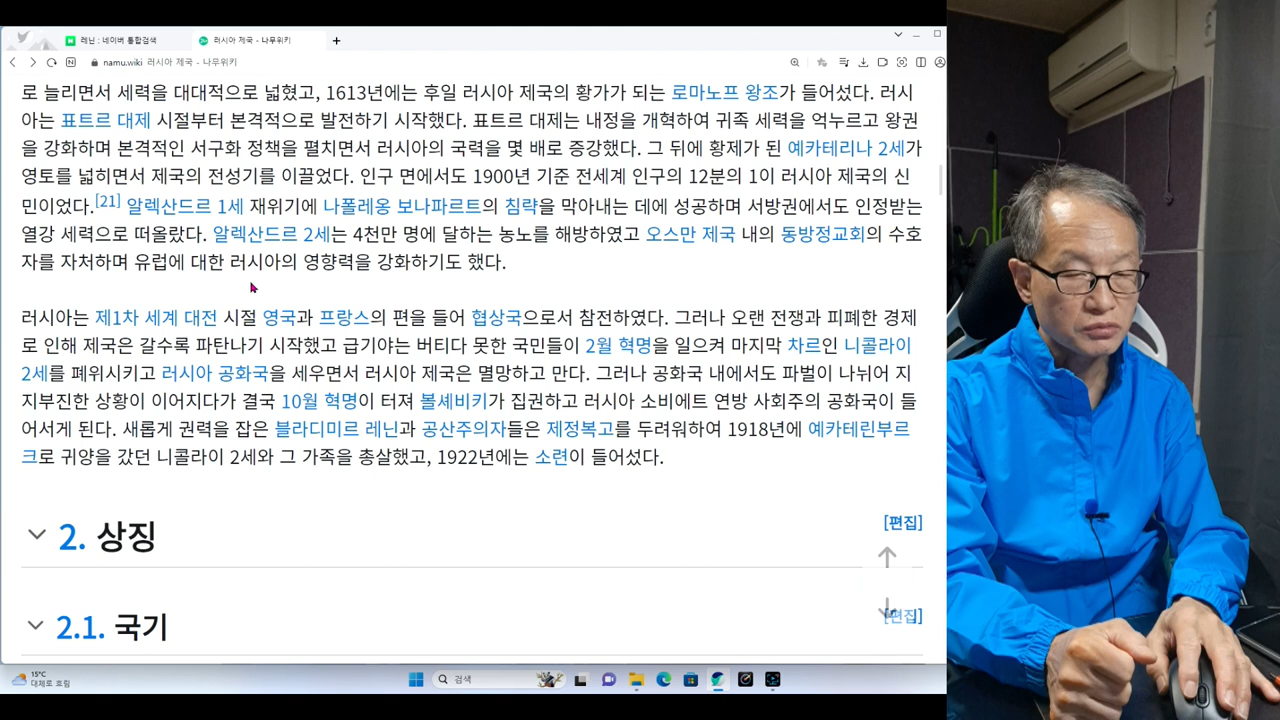 레닌 : 네이버 통합검색
러시아 제국 - 나무위키
namu.wiki 러시아 제국 - 나무위키
로 늘리면서 세력을 대대적으로 넓혔고, 1613년에는 후일 러시아 제국의 황가가 되는 로마노프 왕조가 들어섰다. 러시
아는 표트르 대제 시절부터 본격적으로 발전하기 시작했다. 표트르 대제는 내정을 개혁하여 귀족 세력을 억누르고 왕권
을 강화하며 본격적인 서구화 정책을 펼치면서 러시아의 국력을 몇 배로 증강했다. 그 뒤에 황제가 된 예카테리나 2세가
영토를 넓히면서 제국의 전성기를 이끌었다. 인구 면에서도 1900년 기준 전세계 인구의 12분의 1이 러시아 제국의 신
민이었다.[21] 알렉산드르 1세 재위기에 나폴레옹 보나파르트의 침략을 막아내는 데에 성공하며 서방권에서도 인정받는
열강 세력으로 떠올랐다. 알렉산드르 2세는 4천만 명에 달하는 농노를 해방하였고 오스만 제국 내의 동방정교회의 수호
자를 자처하며 유럽에 대한 러시아의 영향력을 강화하기도 했다.
러시아는 제1차 세계 대전 시절 영국과 프랑스의 편을 들어 협상국으로서 참전하였다. 그러나 오랜 전쟁과 피폐한 경제
로 인해 제국은 갈수록 파탄나기 시작했고 급기야는 버티다 못한 국민들이 2월 혁명을 일으켜 마지막 차르인 니콜라이
2세를 폐위시키고 러시아 공화국을 세우면서 러시아 제국은 멸망하고 만다. 그러나 공화국 내에서도 파벌이 나뉘어 지
지부진한 상황이 이어지다가 결국 10월 혁명이 터져 볼셰비키가 집권하고 러시아 소비에트 연방 사회주의 공화국이 들
어서게 된다. 새롭게 권력을 잡은 블라디미르 레닌과 공산주의자들은 제정복고를 두려워하여 1918년에 예카테린부르
크로 귀양을 갔던 니콜라이 2세와 그 가족을 총살했고, 1922년에는 소련이 들어섰다.
2. 상징
[편집]
2.1. 국기
[편집]
15°C
대체로 흐림
검색